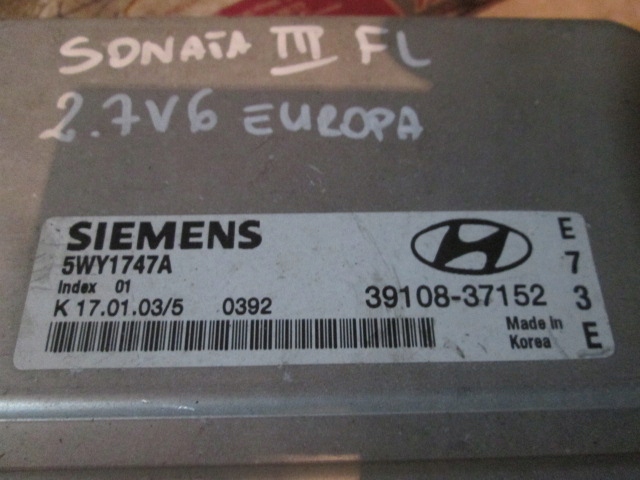 SONATA III FL
2.7V6 EUROPA
SIEMENS
5WY1747A
Index 01
K 17.01.03/5 0392
39108-37152
Made in
Korea
E
7
3
E